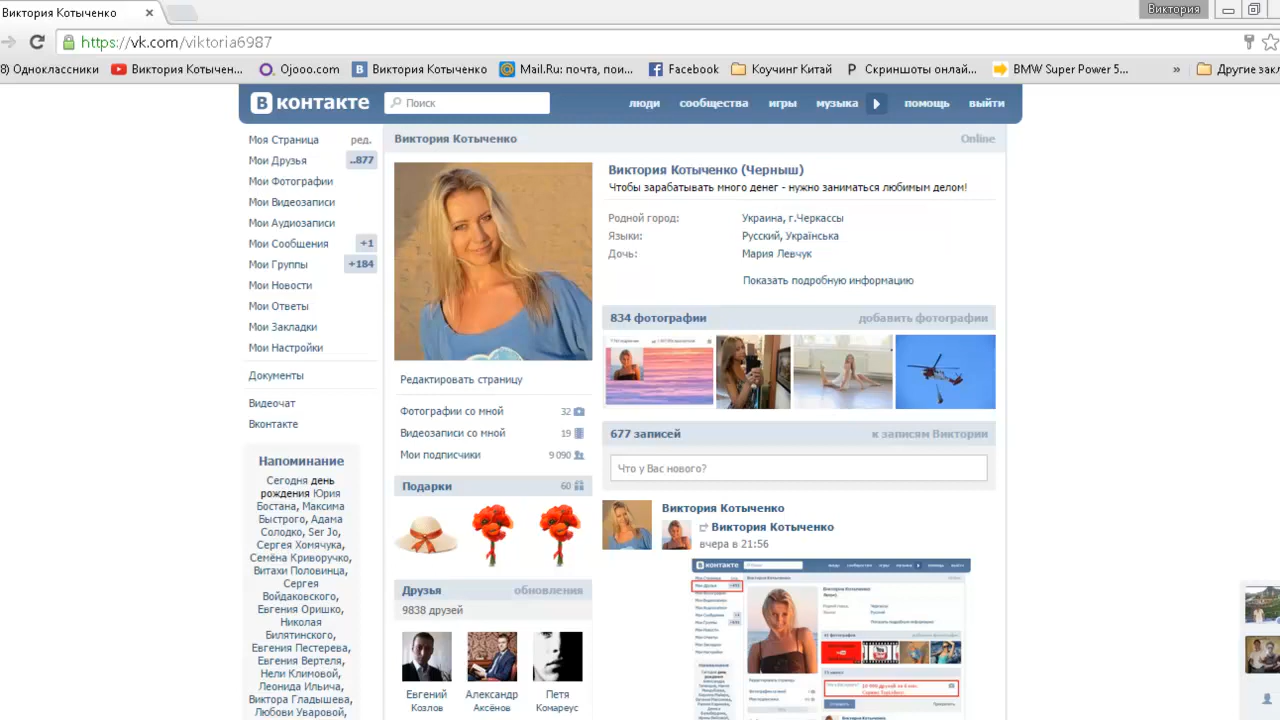 Виктория Котыченко
Виктория
https://vk.com/viktoria6987
8) Одноклассники
Виктория Котычен...
Ojooo.com
Виктория Котыченко
Mail.Ru: почта, пои...
Facebook
Коучинг Китай
Скриншоты онлай...
BMW Super Power 5...
»
Другие закл
В контакте
Поиск
люди
сообщества
игры
музыка
помощь
выйти
Моя Страница
ред.
Мои Друзья
..877
Мои Фотографии
Мои Видеозаписи
Мои Аудиозаписи
Мои Сообщения
+1
Мои Группы
+184
Мои Новости
Мои Ответы
Мои Закладки
Мои Настройки
Документы
Видеочат
Вконтакте
Напоминание
Сегодня день
рождения Юрия
Бостана, Максима
Быстрого, Адама
Солодко, Ser Jo,
Сергея Хомячука,
Семёна Криворучко,
Витахи Половинца,
Сергея
Войдаковского,
Евгения Оришко,
Николая
Билятинского,
Евгения Пестерева,
Евгения Вертеля,
Нели Климовой,
Леонида Ильича,
Виктора Гладышева,
Любови Уваровой,
Виктория Котыченко
Online
Редактировать страницу
Фотографии со мной
32
Видеозаписи со мной
19
Мои подписчики
9 090
Подарки
60
Друзья
обновления
9838 друзей
Евгений
Козлов
Александр
Аксёнов
Петя
Комареус
Виктория Котыченко (Черныш)
Чтобы зарабатывать много денег - нужно заниматься любимым делом!
Родной город:
Украина, г.Черкассы
Языки:
Русский, Українська
Дочь:
Мария Левчук
Показать подробную информацию
834 фотографии
добавить фотографии
677 записей
к записям Виктории
Что у Вас нового?
Виктория Котыченко
Виктория Котыченко
вчера в 21:56